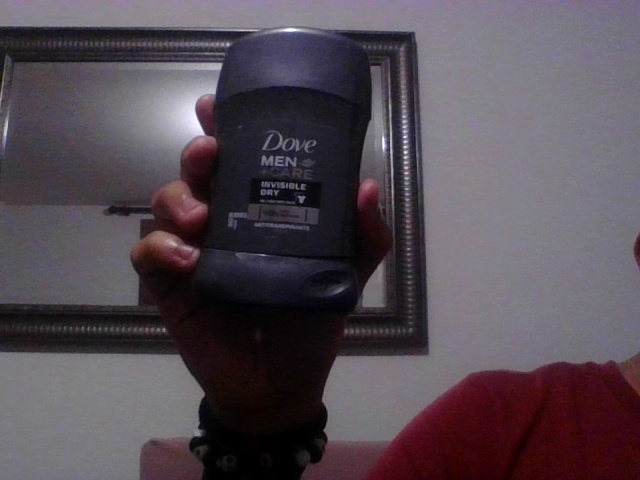 Dove
MEN
+CARE
INVISIBLE
DRY
ANTITRANSPIRANTE